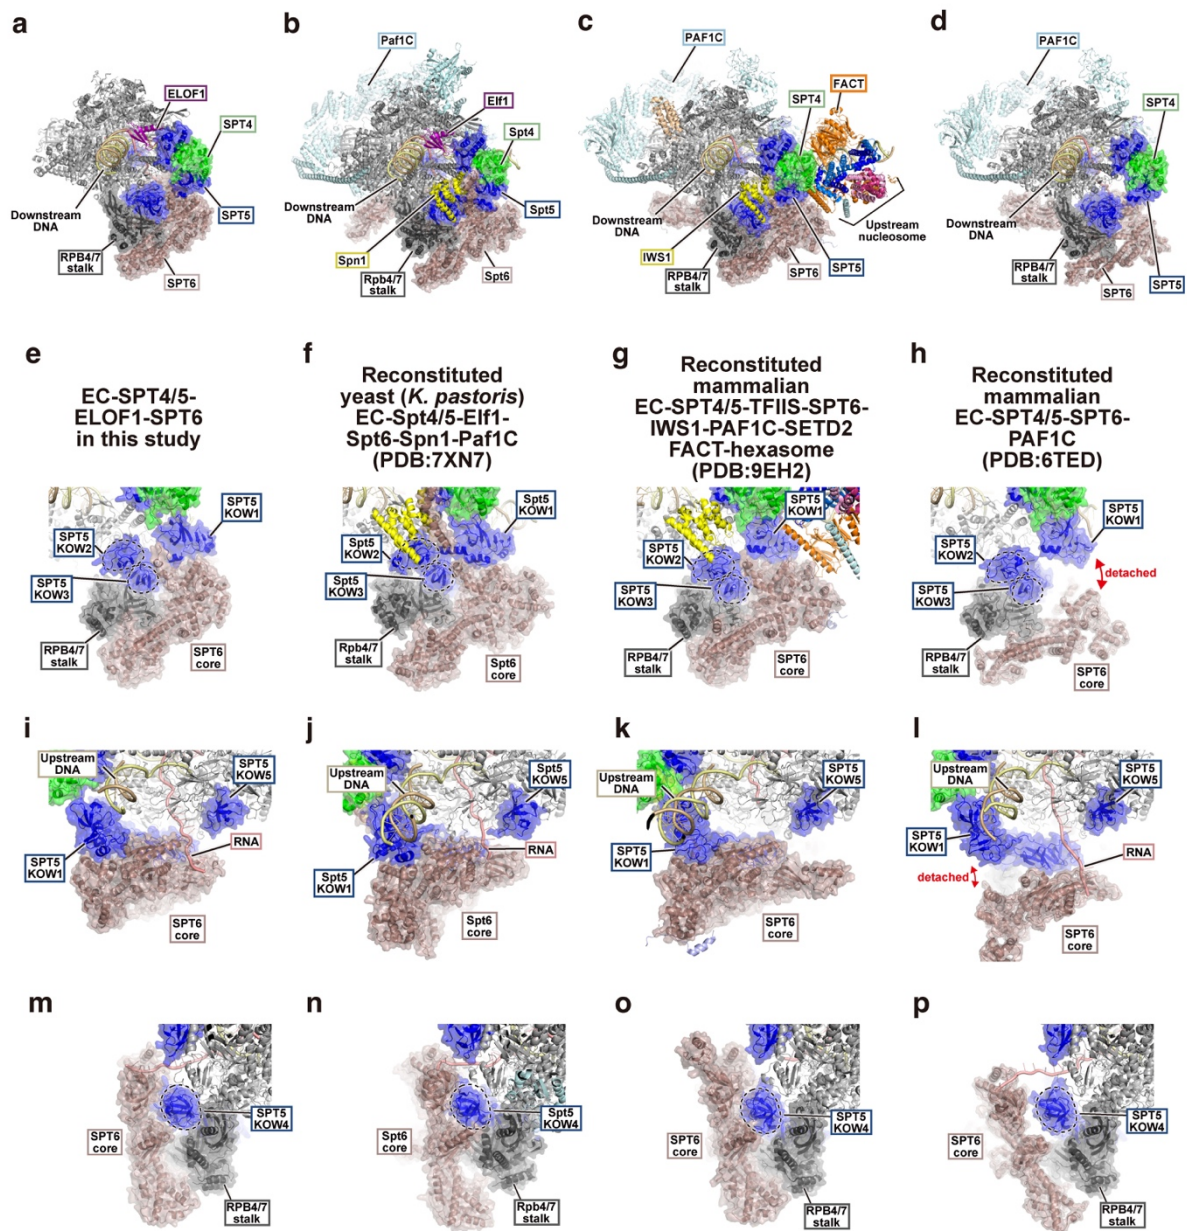 a
ELOF1
SPT4
Downstream
DNA
SPT5
RPB4/7
stalk
SPT6
b
Paf1C
Elf1
Spt4
Downstream
DNA
Spt5
Spn1
Rpb4/7
stalk
Spt6
c
PAF1C
FACT
SPT4
Downstream
DNA
Upstream
nucleosome
IWS1
RPB4/7
stalk
SPT6
SPT5
d
PAF1C
SPT4
Downstream
DNA
RPB4/7
stalk
SPT6
SPT5
e
EC-SPT4/5-
ELOF1-SPT6
in this study
SPT5
KOW1
SPT5
KOW2
SPT5
KOW3
RPB4/7
stalk
SPT6
core
f
Reconstituted
yeast (K. pastoris)
EC-Spt4/5-Elf1-
Spt6-Spn1-Paf1C
(PDB:7XN7)
Spt5
KOW1
Spt5
KOW2
Spt5
KOW3
Rpb4/7
stalk
Spt6
core
g
Reconstituted
mammalian
EC-SPT4/5-TFIIS-SPT6-
IWS1-PAF1C-SETD2
FACT-hexasome
(PDB:9EH2)
SPT5
KOW1
SPT5
KOW2
SPT5
KOW3
RPB4/7
stalk
SPT6
core
h
Reconstituted
mammalian
EC-SPT4/5-SPT6-
PAF1C
(PDB:6TED)
SPT5
KOW1
SPT5
KOW2
detached
SPT5
KOW3
RPB4/7
stalk
SPT6
core
i
Upstream
DNA
SPT5
KOW5
SPT5
KOW1
RNA
SPT6
core
j
Upstream
DNA
Spt5
KOW5
Spt5
KOW1
RNA
Spt6
core
k
Upstream
DNA
SPT5
KOW5
SPT5
KOW1
SPT6
core
l
Upstream
DNA
SPT5
KOW5
SPT5
KOW1
RNA
detached
SPT6
core
m
SPT5
KOW4
SPT6
core
RPB4/7
stalk
n
Spt5
KOW4
Spt6
core
Rpb4/7
stalk
o
SPT5
KOW4
SPT6
core
RPB4/7
stalk
p
SPT5
KOW4
SPT6
core
RPB4/7
stalk